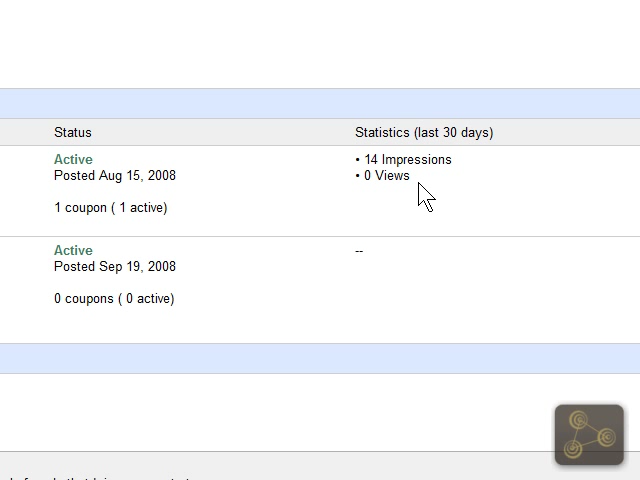 Status Statistics (last 30 days)
Active • 14 Impressions
Posted Aug 15, 2008 • 0 Views
1 coupon ( 1 active)
Active --
Posted Sep 19, 2008
0 coupons ( 0 active)